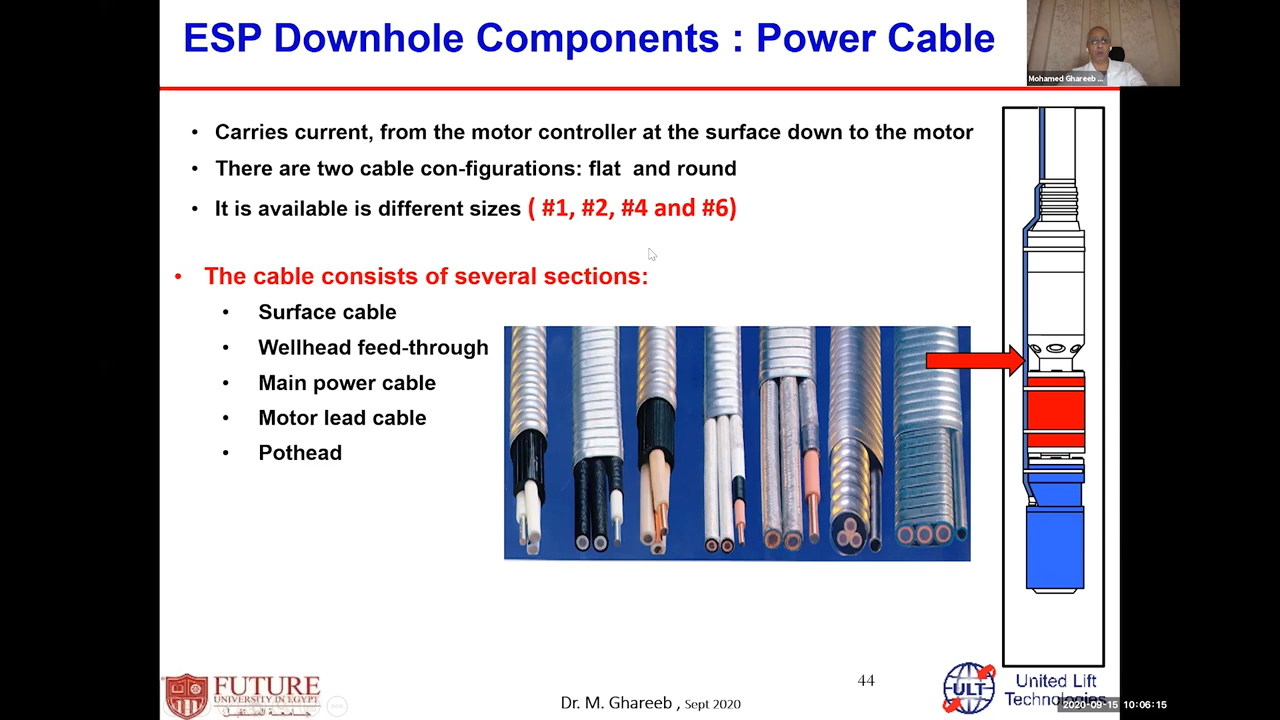 ESP Downhole Components : Power Cable
Mohamed Ghareeb ...
• Carries current, from the motor controller at the surface down to the motor
• There are two cable con-figurations: flat and round
• It is available is different sizes ( #1, #2, #4 and #6)
• The cable consists of several sections:
• Surface cable
• Wellhead feed-through
• Main power cable
• Motor lead cable
• Pothead
FUTURE
UNIVERSITY IN EGYPT
جامعة المستقبل
Dr. M. Ghareeb , Sept 2020
44
ULT
United Lift
Technologies
2020-09-15 10:06:15